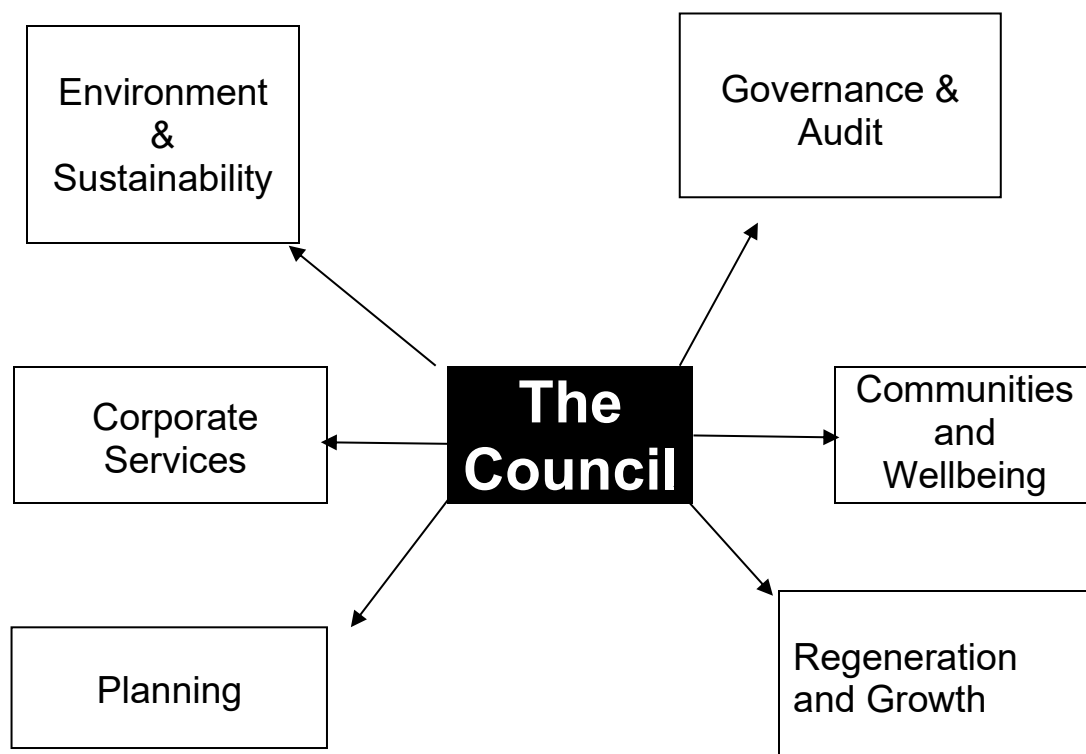 Environment
&
Sustainability
Governance &
Audit
Corporate
Services
The
Council
Communities
and
Wellbeing
Planning
Regeneration
and Growth